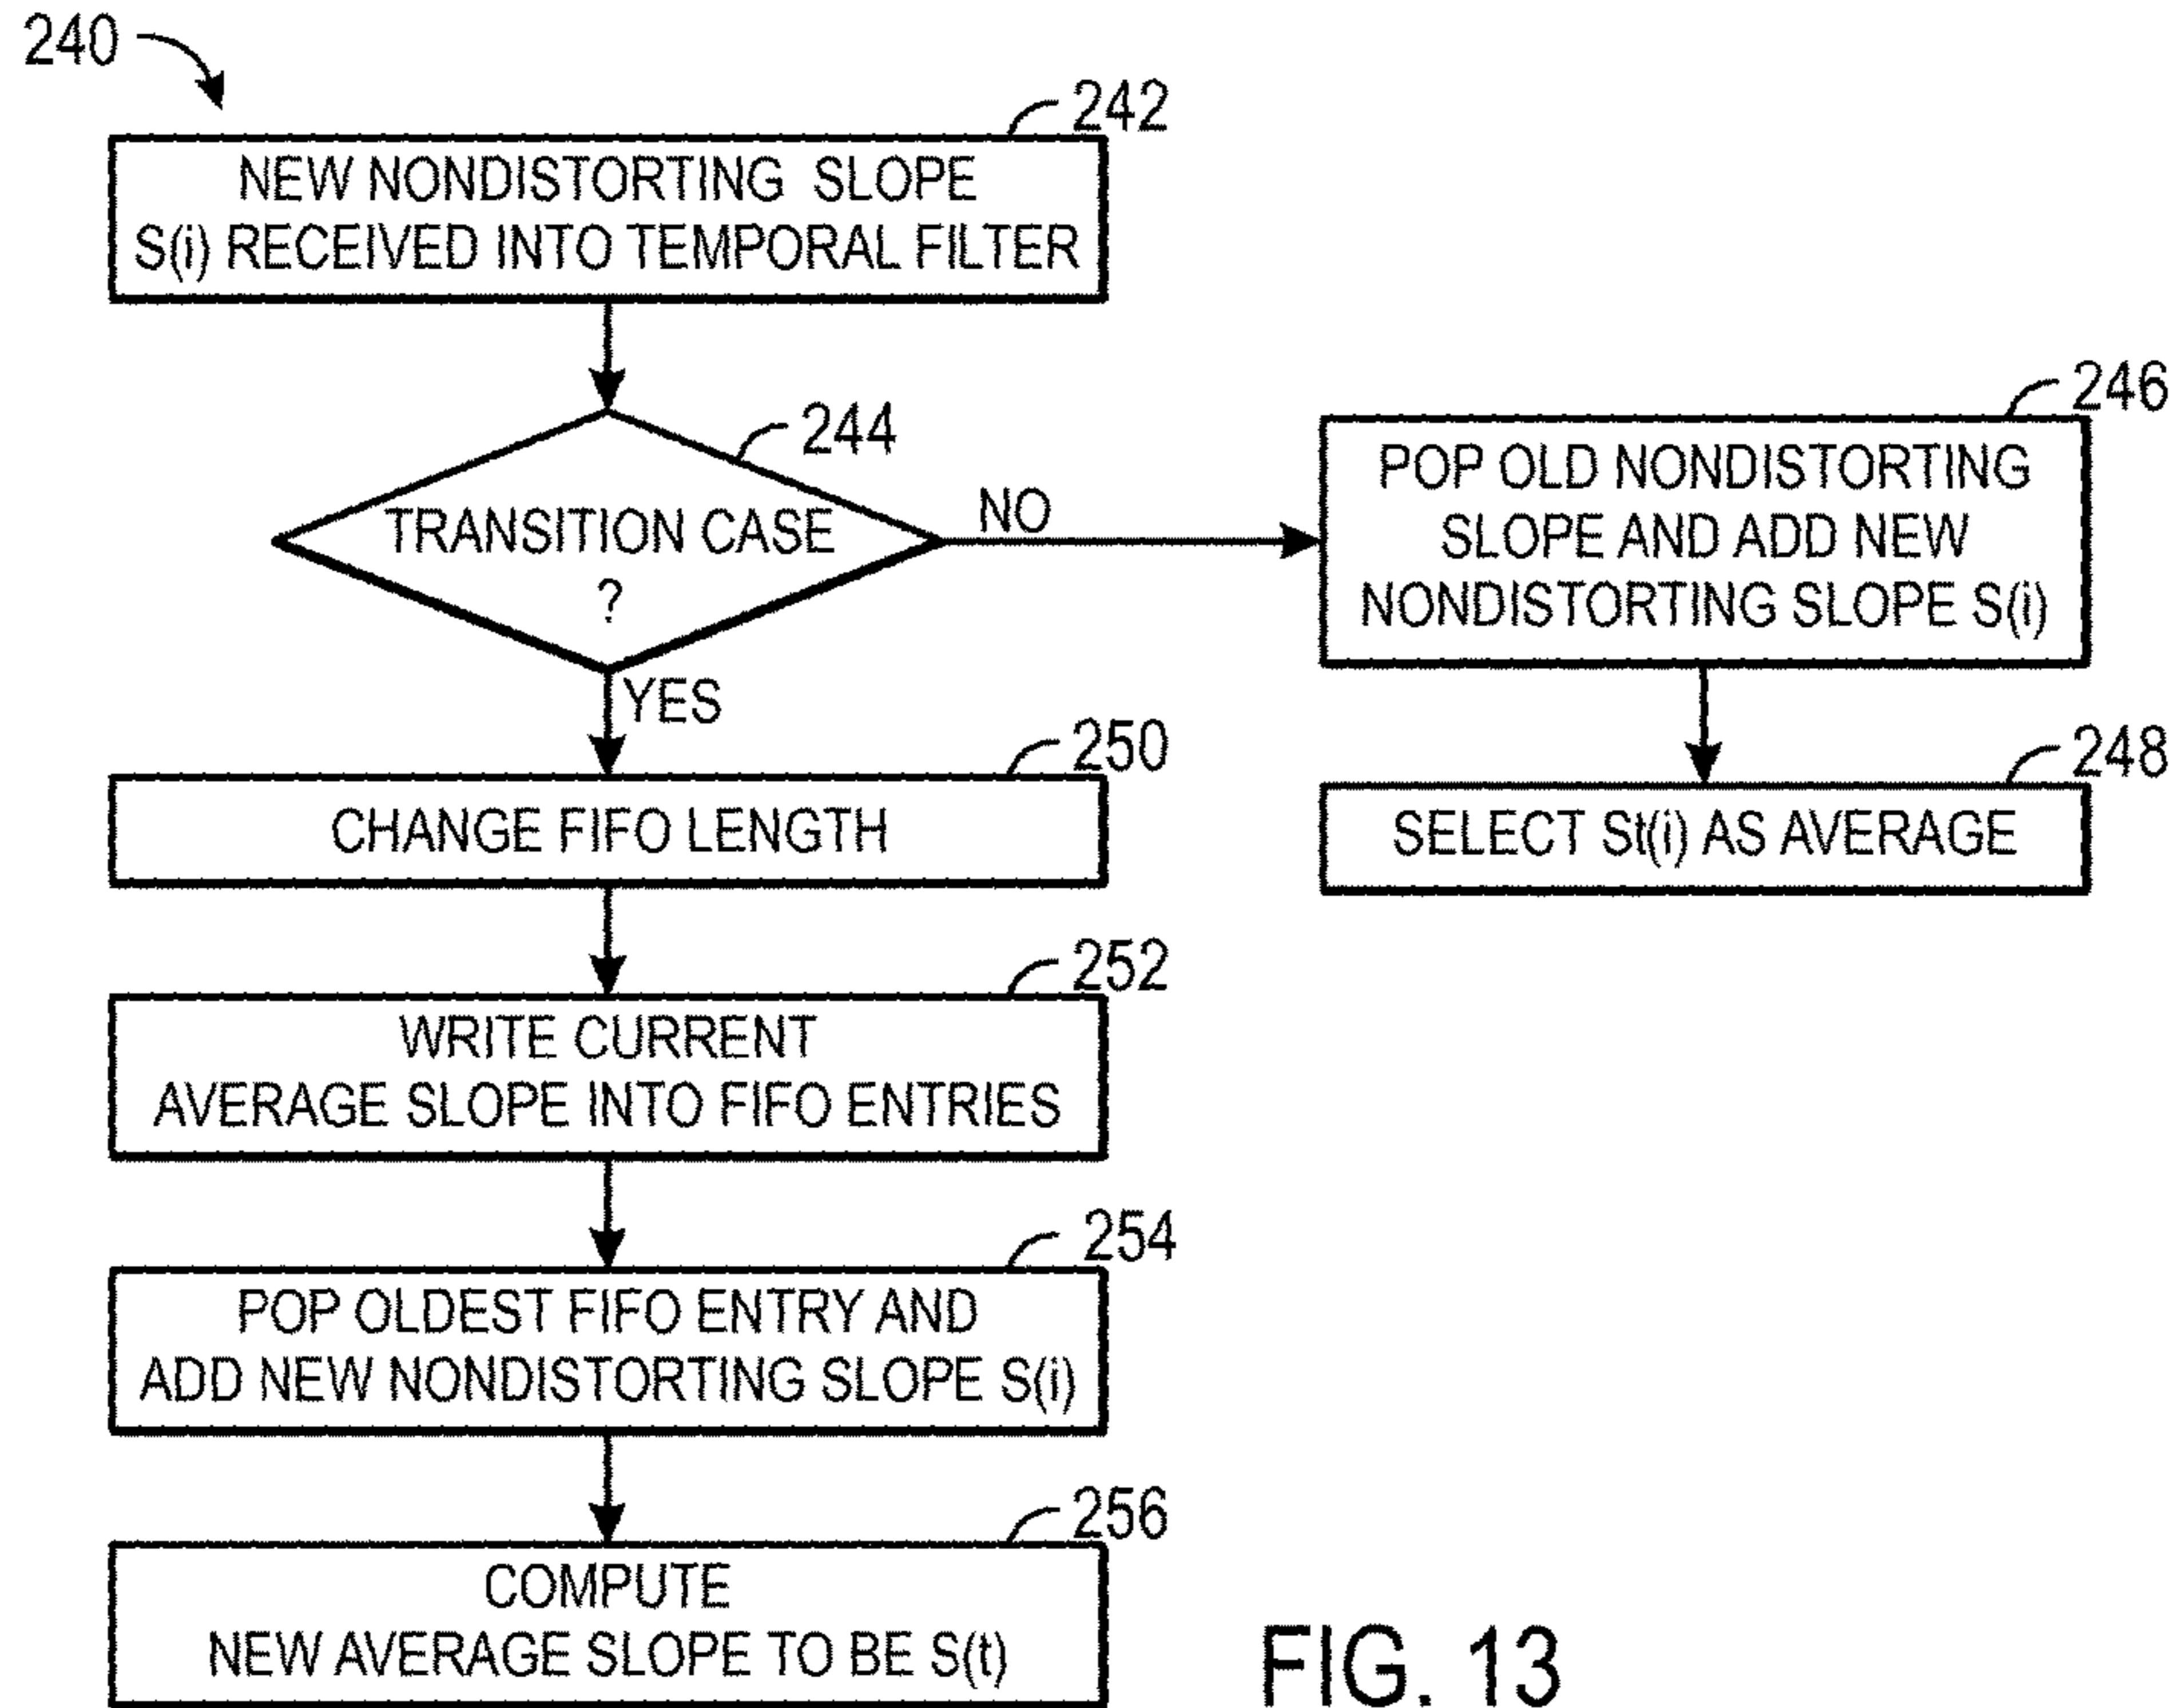 240
242
NEW NONDISTORTING SLOPE
S(i) RECEIVED INTO TEMPORAL FILTER
244
TRANSITION CASE
?
NO
YES
246
POP OLD NONDISTORTING
SLOPE AND ADD NEW
NONDISTORTING SLOPE S(i)
248
SELECT St(i) AS AVERAGE
250
CHANGE FIFO LENGTH
252
WRITE CURRENT
AVERAGE SLOPE INTO FIFO ENTRIES
254
POP OLDEST FIFO ENTRY AND
ADD NEW NONDISTORTING SLOPE S(i)
256
COMPUTE
NEW AVERAGE SLOPE TO BE S(t)
FIG. 13